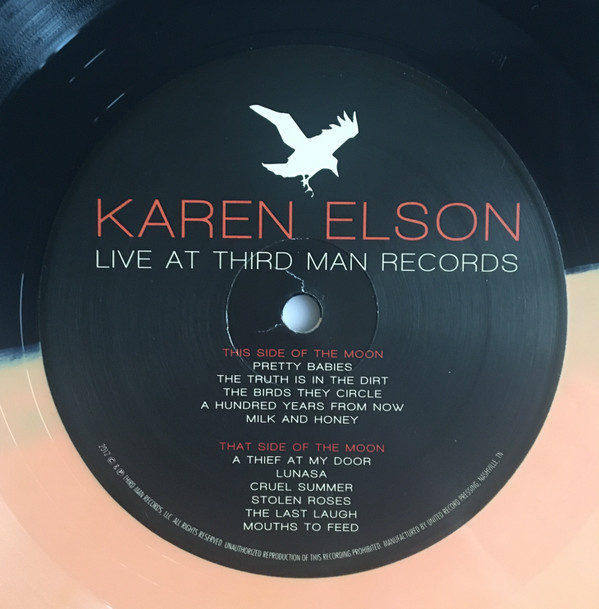 KAREN ELSON
LIVE AT THIRD MAN RECORDS
THIS SIDE OF THE MOON
PRETTY BABIES
THE TRUTH IS IN THE DIRT
THE BIRDS THEY CIRCLE
A HUNDRED YEARS FROM NOW
MILK AND HONEY
THAT SIDE OF THE MOON
A THIEF AT MY DOOR
LUNASA
CRUEL SUMMER
STOLEN ROSES
THE LAST LAUGH
MOUTHS TO FEED
2012 © & ℗ THIRD MAN RECORDS, LLC ALL RIGHTS RESERVED. UNAUTHORIZED REPRODUCTION OF THIS RECORDING PROHIBITED. MANUFACTURED BY UNITED RECORD PRESSING, NASHVILLE, TN